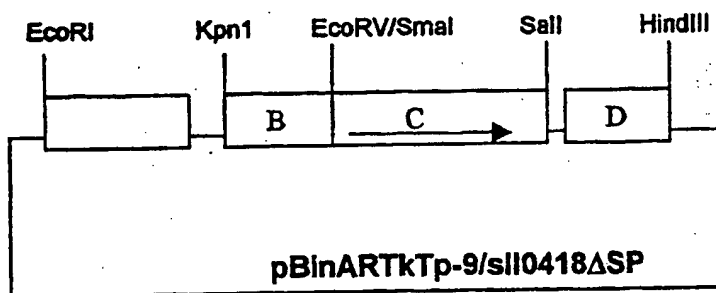 EcoRI Kpn1 EcoRV/SmaI SalI HindIII
B C D
pBinARTkTp-9/sll0418ΔSP